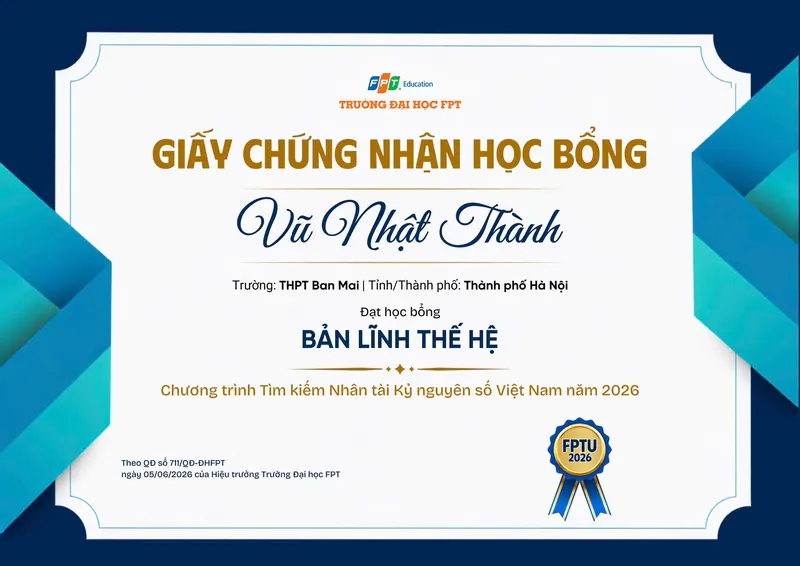 FPT Education
TRƯỜNG ĐẠI HỌC FPT
GIẤY CHỨNG NHẬN HỌC BỔNG
Vũ Nhật Thành
Trường: THPT Ban Mai | Tỉnh/Thành phố: Thành phố Hà Nội
Đạt học bổng
BẢN LĨNH THẾ HỆ
Chương trình Tìm kiếm Nhân tài Kỷ nguyên số Việt Nam năm 2026
FPTU
2026
Theo QĐ số 711/QĐ-ĐHFPT
ngày 05/06/2026 của Hiệu trưởng Trường Đại học FPT